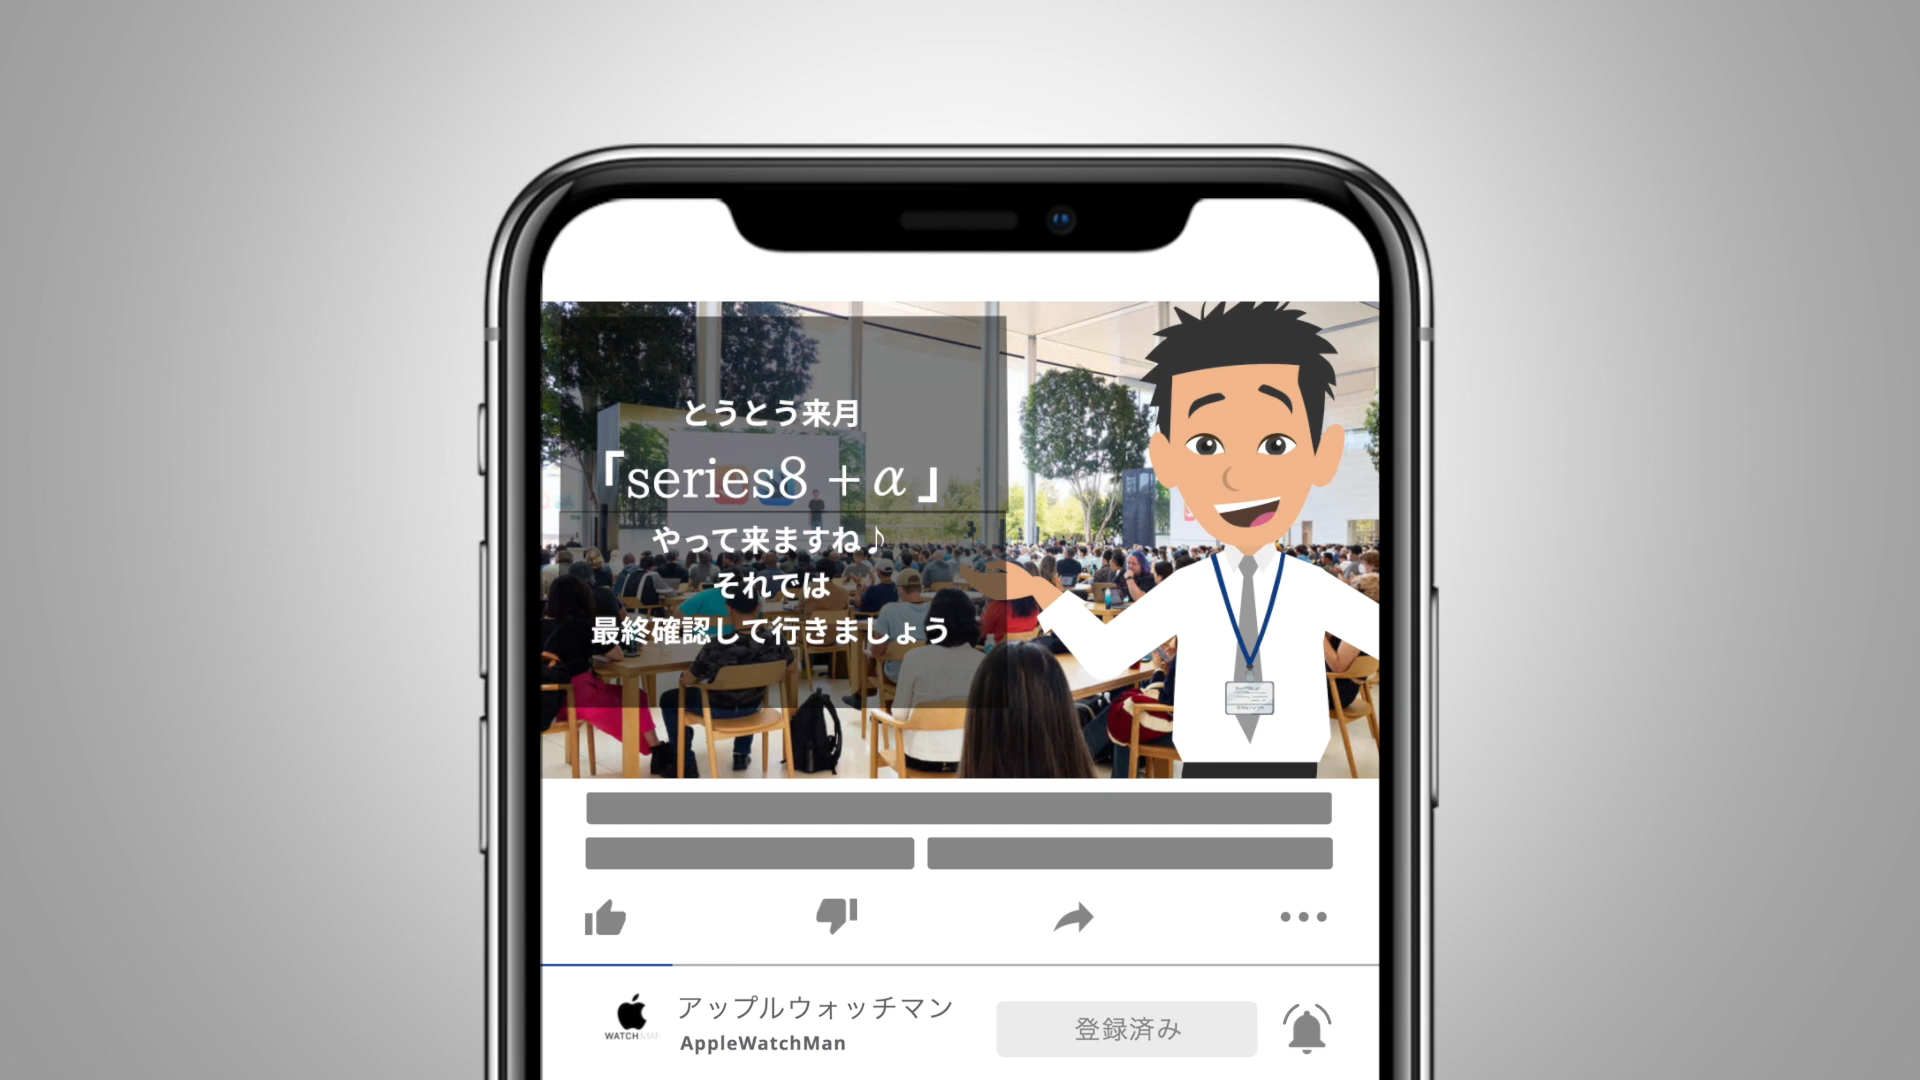 とうとう来月
「series8 +α」
やって来ますね♪
それでは
最終確認して行きましょう
アップルウォッチマン
WATCH MAN
AppleWatchMan
登録済み